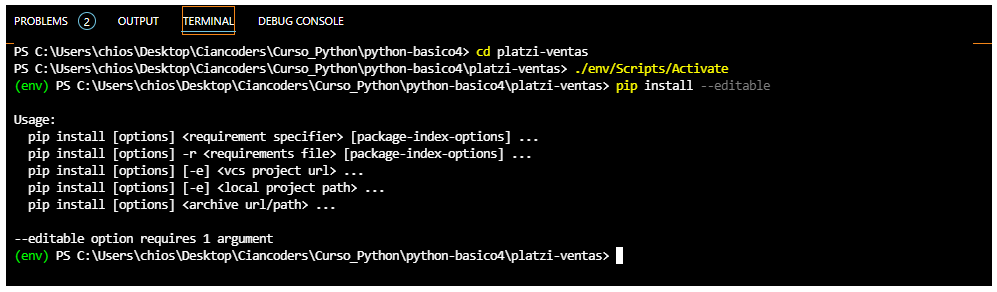 PROBLEMS 2 OUTPUT TERMINAL DEBUG CONSOLE
PS C:\Users\chios\Desktop\Ciancoders\Curso_Python\python-basico4> cd platzi-ventas
PS C:\Users\chios\Desktop\Ciancoders\Curso_Python\python-basico4\platzi-ventas> ./env/Scripts/Activate
(env) PS C:\Users\chios\Desktop\Ciancoders\Curso_Python\python-basico4\platzi-ventas> pip install --editable
Usage:
pip install [options] <requirement specifier> [package-index-options] ...
pip install [options] -r <requirements file> [package-index-options] ...
pip install [options] [-e] <vcs project url> ...
pip install [options] [-e] <local project path> ...
pip install [options] <archive url/path> ...
--editable option requires 1 argument
(env) PS C:\Users\chios\Desktop\Ciancoders\Curso_Python\python-basico4\platzi-ventas>